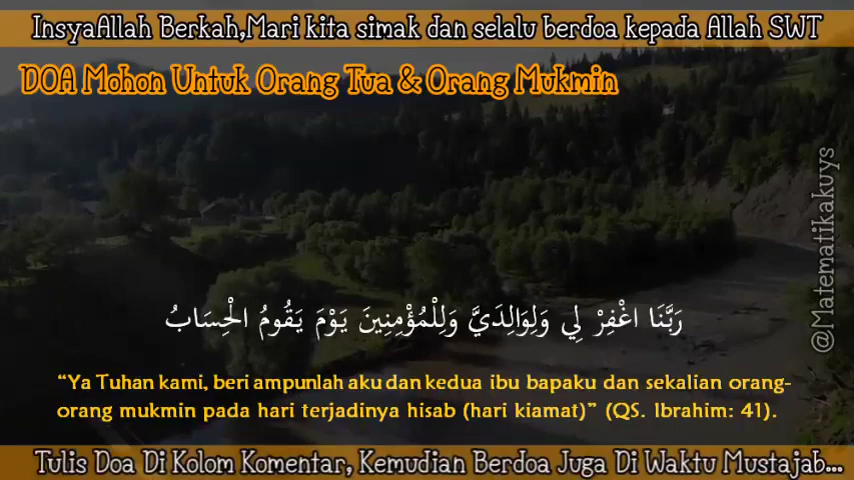 InsyaAllah Berkah,Mari kita simak dan selalu berdoa kepada Allah SWT
DOA Mohon Untuk Orang Tua & Orang Mukmin
@Matematikakuys
رَبَّنَا اغْفِرْ لِي وَلِوَالِدَيَّ وَلِلْمُؤْمِنِينَ يَوْمَ يَقُومُ الْحِسَابُ
“Ya Tuhan kami, beri ampunlah aku dan kedua ibu bapaku dan sekalian orang-
orang mukmin pada hari terjadinya hisab (hari kiamat)” (QS. Ibrahim: 41).
Tulis Doa Di Kolom Komentar, Kemudian Berdoa Juga Di Waktu Mustajab...